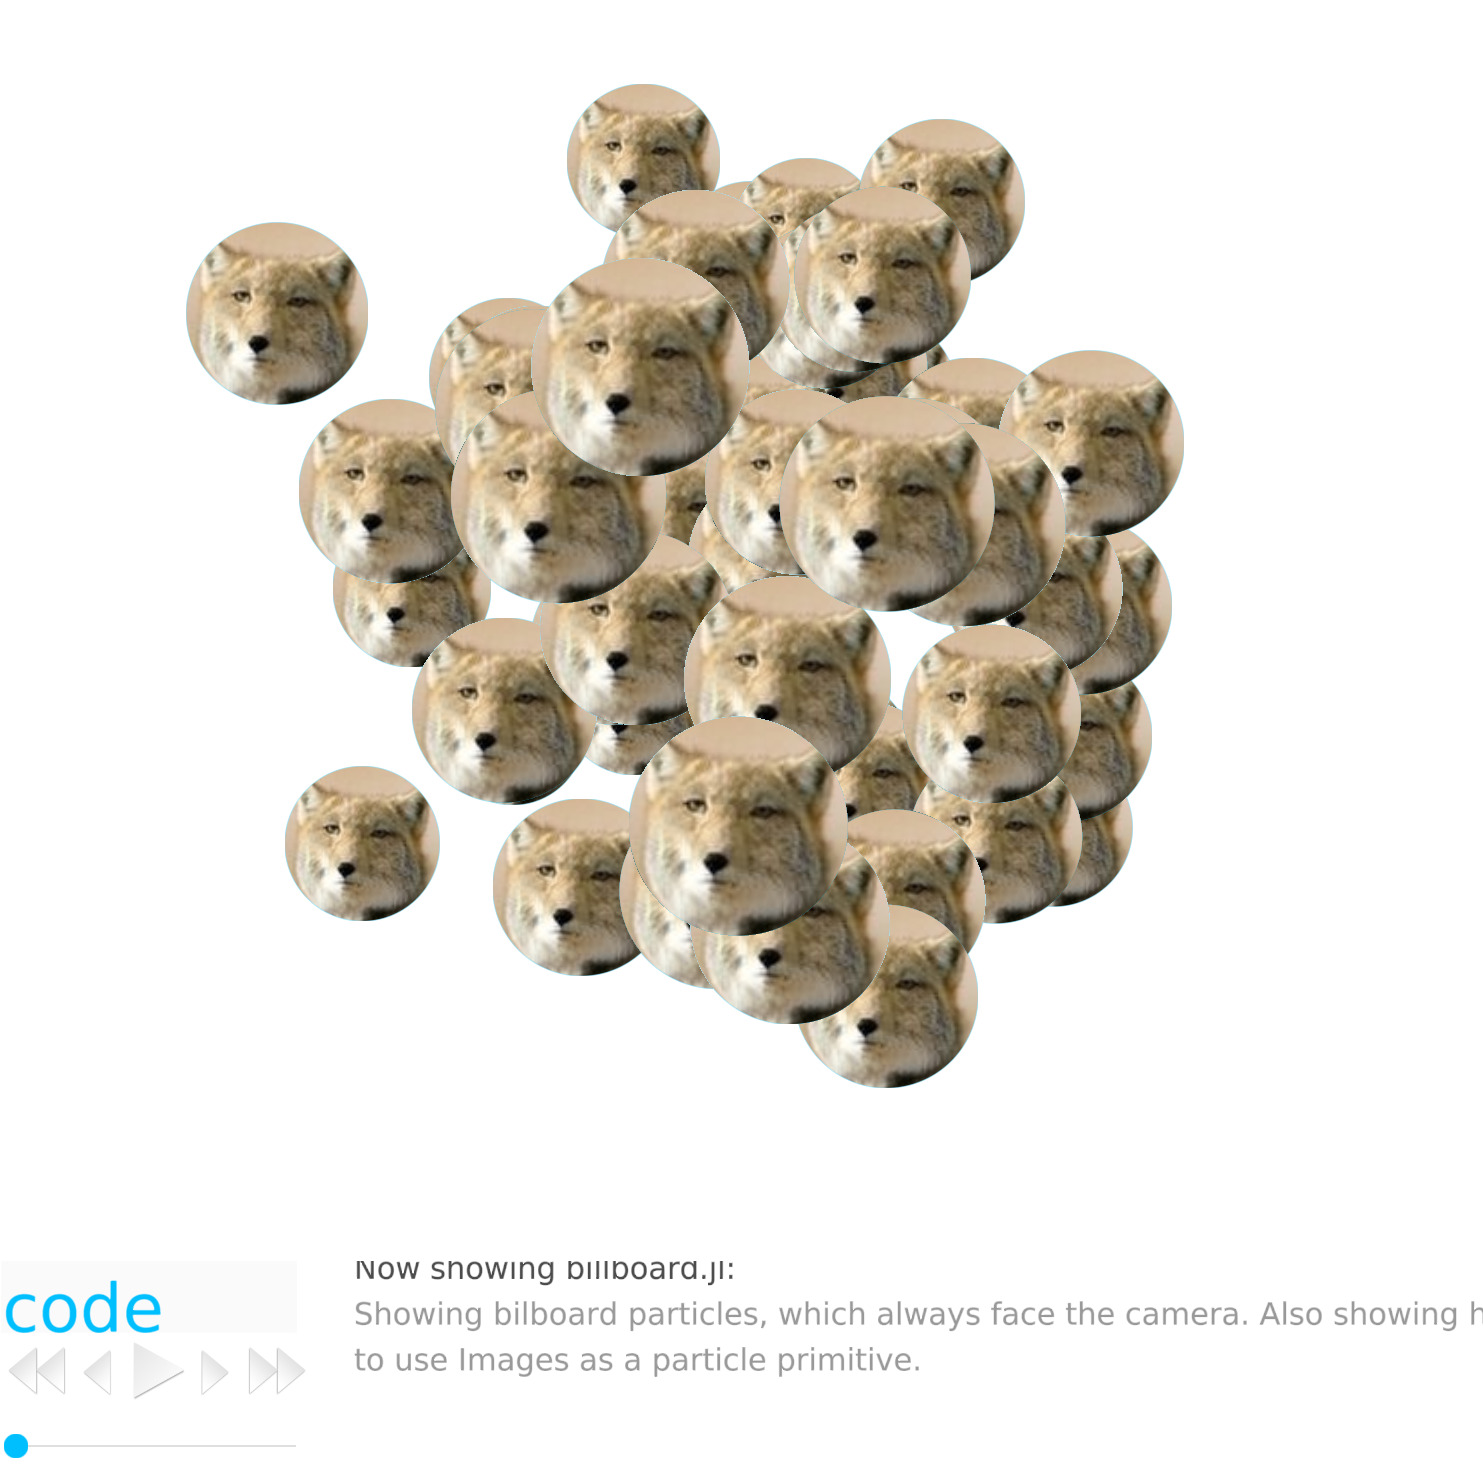 Now showing billboard.jl:
code
Showing bilboard particles, which always face the camera. Also showing
to use Images as a particle primitive.